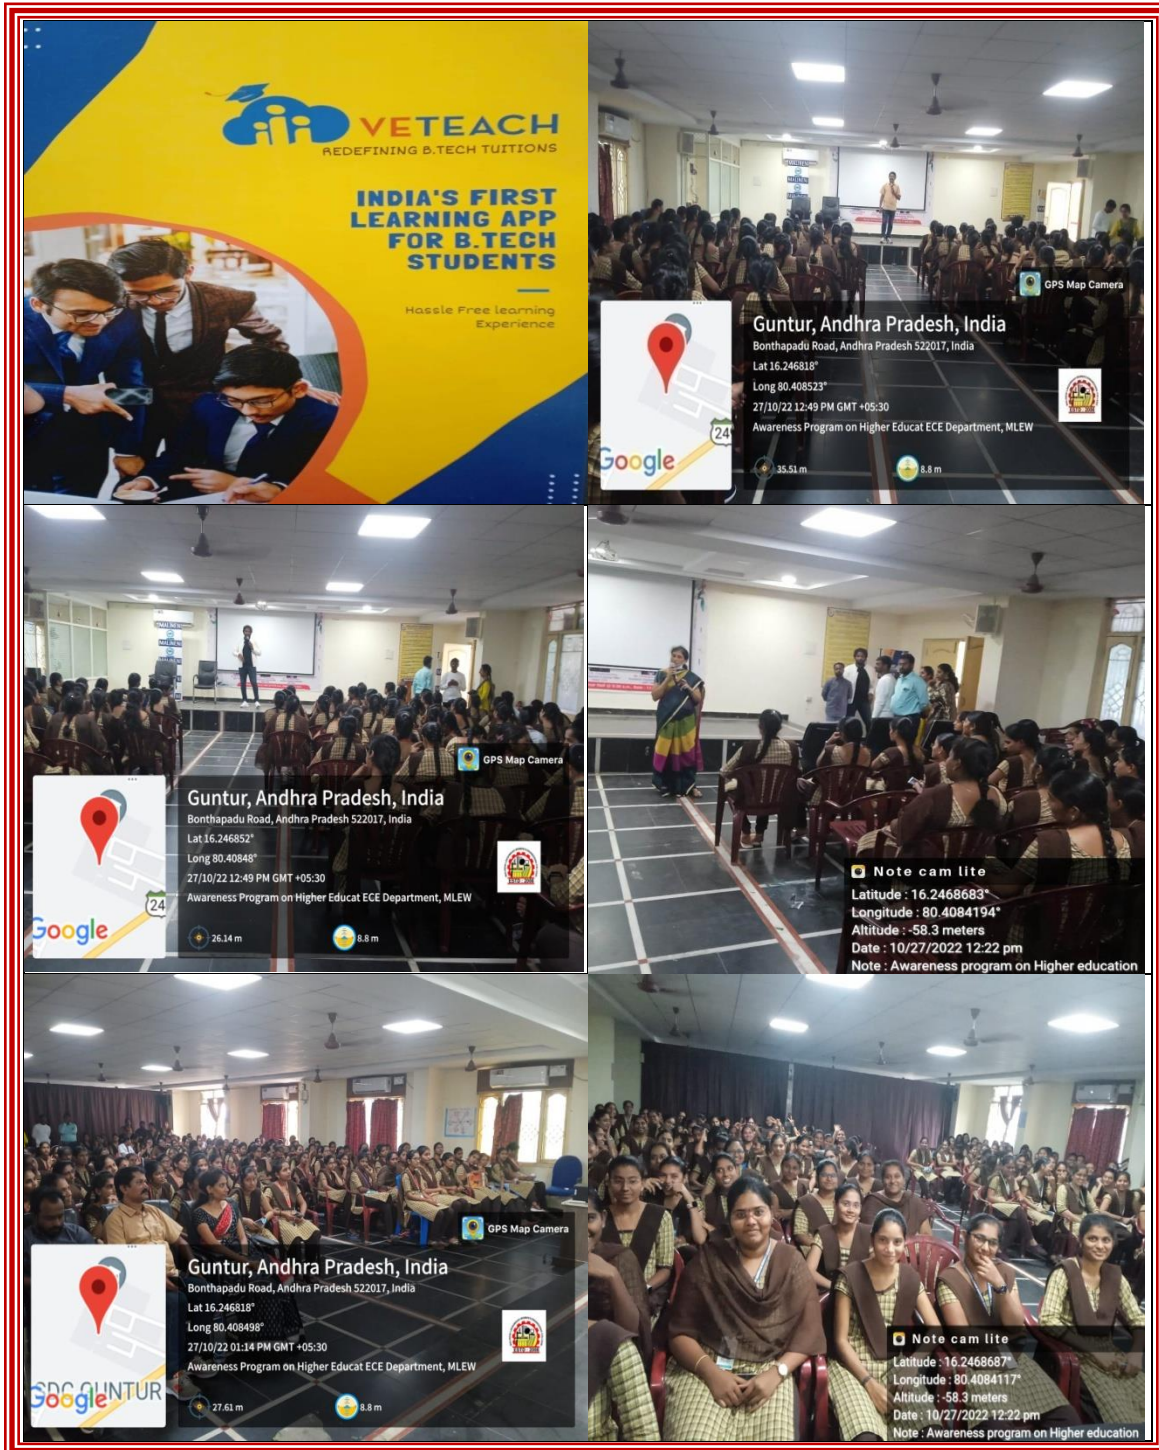 VETEACH
REDEFINING B.TECH TUITIONS
INDIA'S FIRST
LEARNING APP
FOR B.TECH
STUDENTS
Hassle Free learning
Experience
GPS Map Camera
Guntur, Andhra Pradesh, India
Bonthapadu Road, Andhra Pradesh 522017, India
Lat 16.246818°
Long 80.408523°
27/10/22 12:49 PM GMT +05:30
Awareness Program on Higher Educat ECE Department, MLEW
24
Google
35.51 m
8.8 m
GPS Map Camera
Guntur, Andhra Pradesh, India
Bonthapadu Road, Andhra Pradesh 522017, India
Lat 16.246852°
Long 80.40848°
27/10/22 12:49 PM GMT +05:30
Awareness Program on Higher Educat ECE Department, MLEW
24
Google
26.14 m
8.8 m
Note cam lite
Latitude : 16.2468683°
Longitude : 80.4084194°
Altitude : -58.3 meters
Date : 10/27/2022 12:22 pm
Note : Awareness program on Higher education
GPS Map Camera
Guntur, Andhra Pradesh, India
Bonthapadu Road, Andhra Pradesh 522017, India
Lat 16.246818°
Long 80.408498°
27/10/22 01:14 PM GMT +05:30
Awareness Program on Higher Educat ECE Department, MLEW
GUNTUR
Google
27.61 m
8.8 m
Note cam lite
Latitude : 16.2468687°
Longitude : 80.4084117°
Altitude : -58.3 meters
Date : 10/27/2022 12:22 pm
Note : Awareness program on Higher education